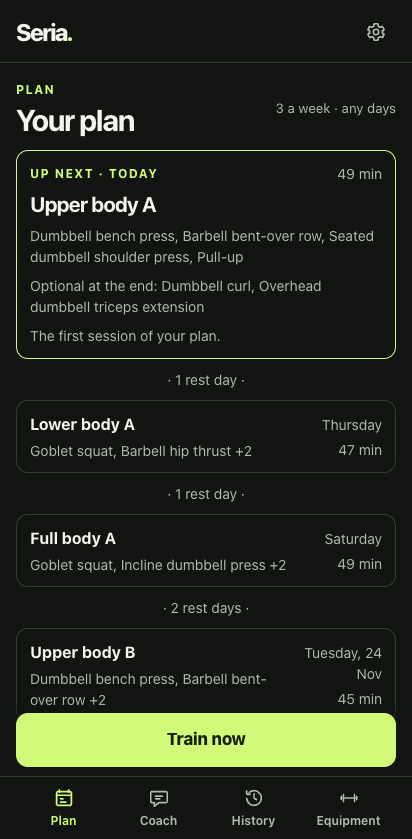 Seria.
PLAN
Your plan
3 a week · any days
UP NEXT · TODAY
49 min
Upper body A
Dumbbell bench press, Barbell bent-over row, Seated
dumbbell shoulder press, Pull-up
Optional at the end: Dumbbell curl, Overhead
dumbbell triceps extension
The first session of your plan.
· 1 rest day ·
Lower body A
Thursday
Goblet squat, Barbell hip thrust +2
47 min
· 1 rest day ·
Full body A
Saturday
Goblet squat, Incline dumbbell press +2
49 min
· 2 rest days ·
Upper body B
Tuesday, 24
Nov
Dumbbell bench press, Barbell bent-
over row +2
45 min
Train now
Plan
Coach
History
Equipment